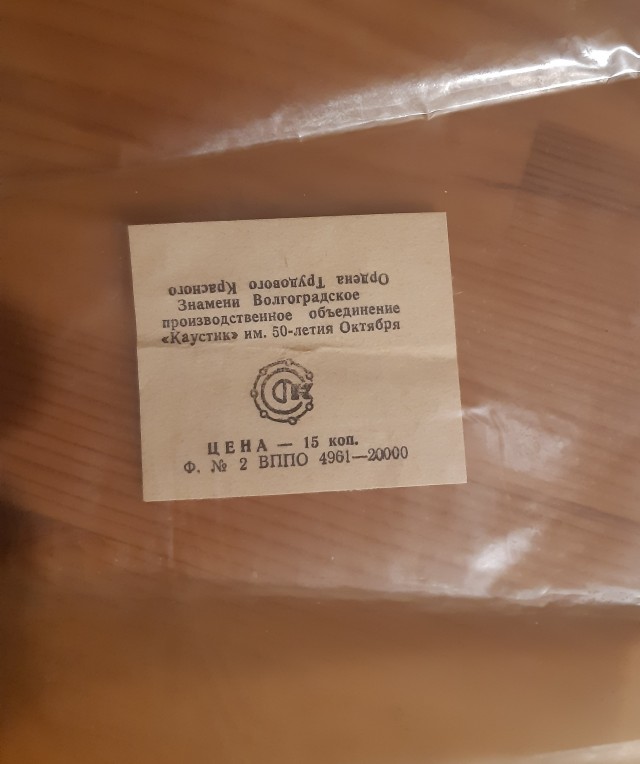 Ордена Трудового Красного
Знамени Волгоградское
производственное объединение
«Каустик» им. 50-летия Октября
ЦЕНА — 15 коп.
Ф. № 2 ВППО 4961—20000